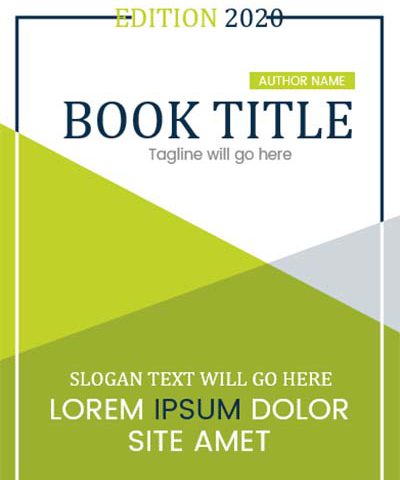 EDITION 2020
AUTHOR NAME
BOOK TITLE
Tagline will go here
SLOGAN TEXT WILL GO HERE
LOREM IPSUM DOLOR
SITE AMET